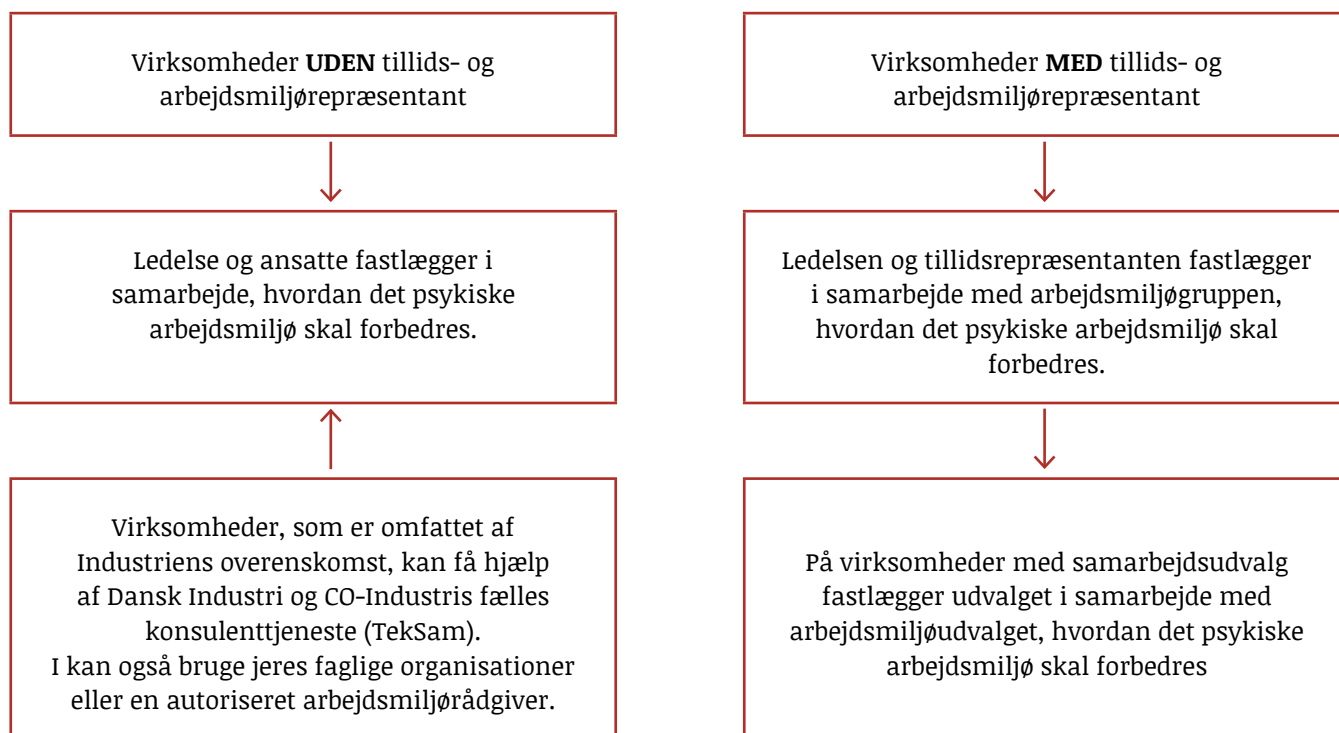 Virksomheder UDEN tillids- og
arbejdsmiljørepræsentant
Ledelse og ansatte fastlægger i
samarbejde, hvordan det psykiske
arbejdsmiljø skal forbedres.
Virksomheder, som er omfattet af
Industriens overenskomst, kan få hjælp
af Dansk Industri og CO-Industris fælles
konsulenttjeneste (TekSam).
I kan også bruge jeres faglige organisationer
eller en autoriseret arbejdsmiljørådgiver.
Virksomheder MED tillids- og
arbejdsmiljørepræsentant
Ledelsen og tillidsrepræsentanten fastlægger
i samarbejde med arbejdsmiljøgruppen,
hvordan det psykiske arbejdsmiljø skal
forbedres.
På virksomheder med samarbejdsudvalg
fastlægger udvalget i samarbejde med
arbejdsmiljøudvalget, hvordan det psykiske
arbejdsmiljø skal forbedres